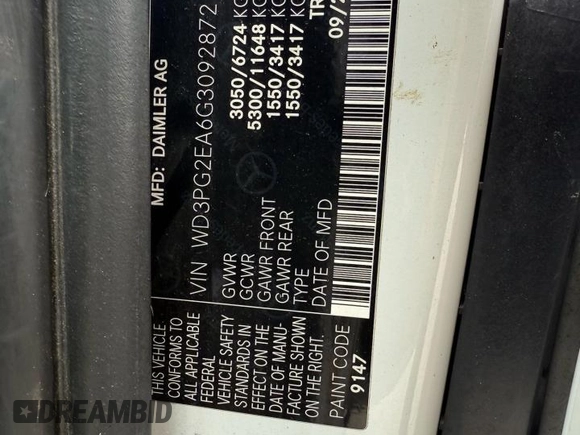 MFD: DAIMLER AG
VIN WD3PG2EA6G3092872
GVWR 3050/6724
GCWR 5300/11648
GAWR FRONT 1550/3417
GAWR REAR 1550/3417
TYPE
DATE OF MFD 09/
THIS VEHICLE
CONFORMS TO
ALL APPLICABLE
FEDERAL
VEHICLE SAFETY
STANDARDS IN
EFFECT ON THE
DATE OF MANU-
FACTURE SHOWN
ON THE RIGHT.
PAINT CODE
9147
DREAMBID